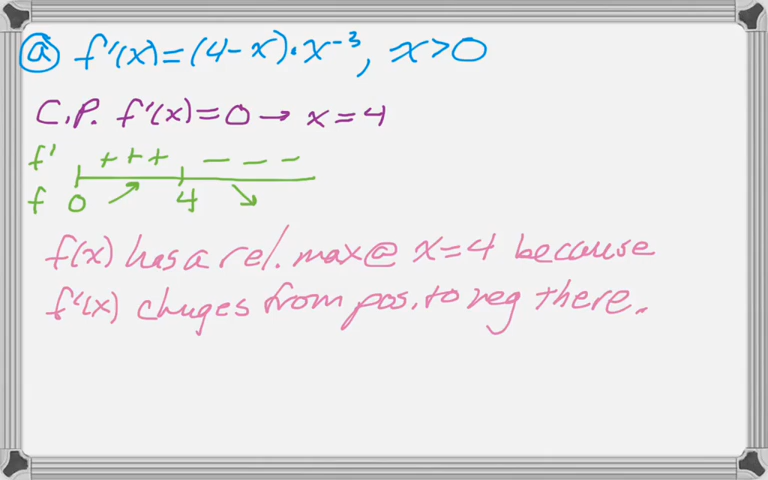 ⓐ f'(x)=(4-x)·x⁻³, x>0
C.P. f'(x)=0 → x=4
f' +++ ---
f 0 ↗ 4 ↘
f(x) has a rel. max @ x=4 because
f'(x) chnges from pos. to neg there.